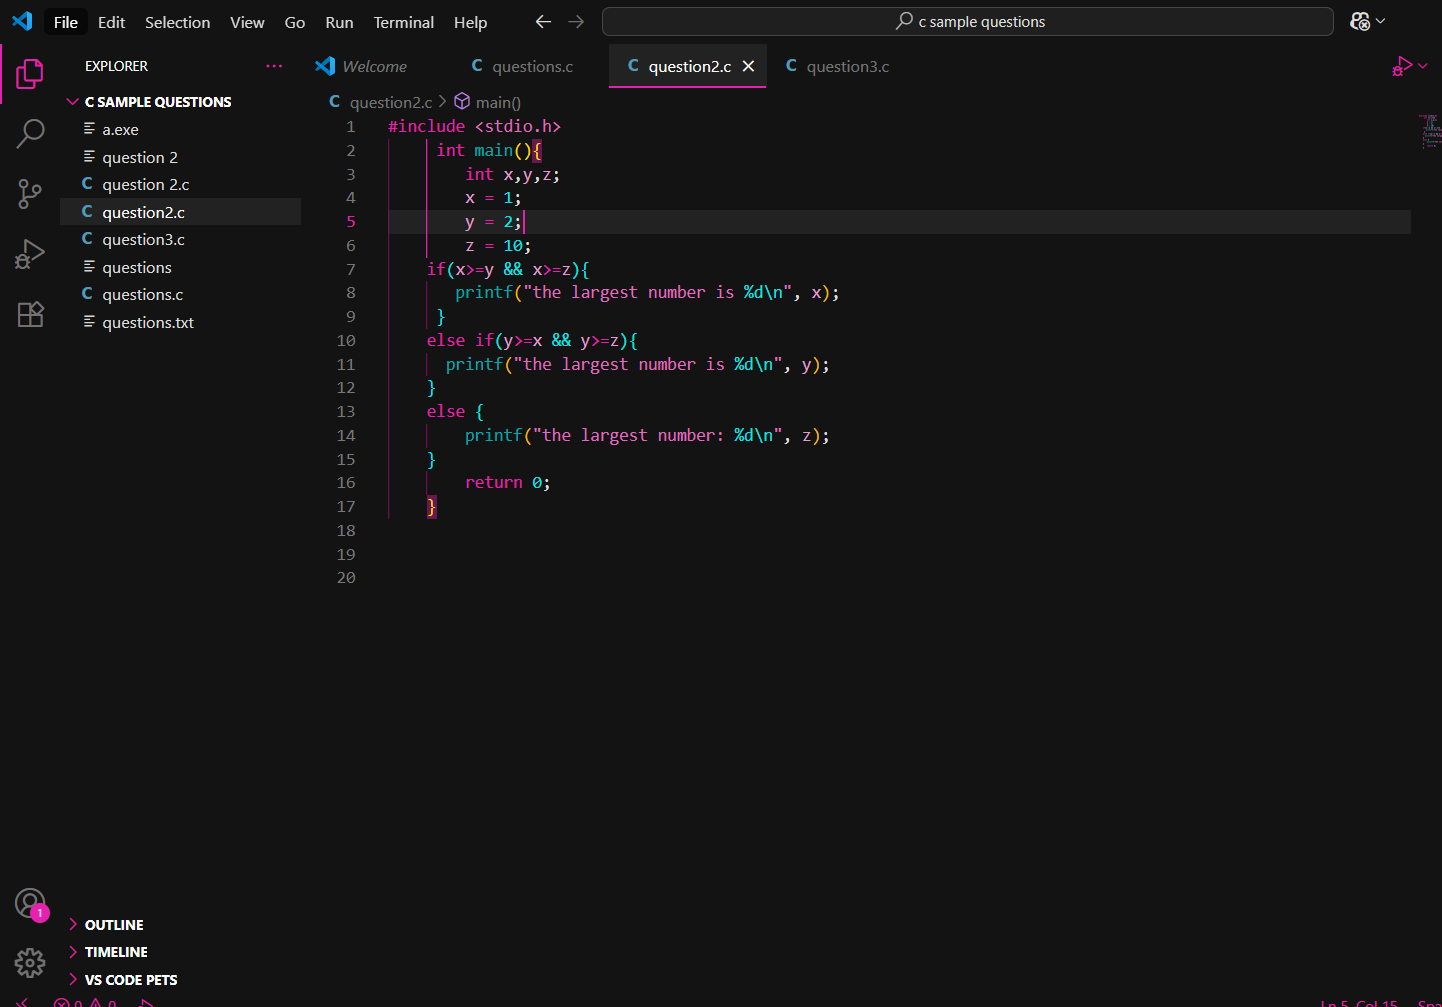 File Edit Selection View Go Run Terminal Help c sample questions
EXPLORER ··· Welcome questions.c question2.c question3.c
C SAMPLE QUESTIONS
a.exe
question 2
question 2.c
question2.c
question3.c
questions
questions.c
questions.txt
question2.c > main()
1 #include <stdio.h>
2 int main(){
3 int x,y,z;
4 x = 1;
5 y = 2;
6 z = 10;
7 if(x>=y && x>=z){
8 printf("the largest number is %d\n", x);
9 }
10 else if(y>=x && y>=z){
11 printf("the largest number is %d\n", y);
12 }
13 else {
14 printf("the largest number: %d\n", z);
15 }
16 return 0;
17 }
18
19
20
1
OUTLINE
TIMELINE
VS CODE PETS
0 0 Ln 5, Col 15